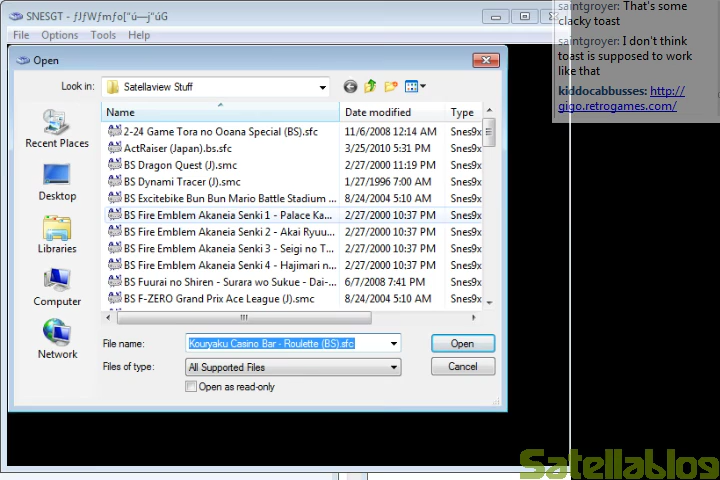 SNESGT - ƒJƒWƒmƒo["ú—j"úG
File Options Tools Help
Open
Look in: Satellaview Stuff
Name Date modified Type
2-24 Game Tora no Ooana Special (BS).sfc 11/6/2008 12:14 AM Snes9x
ActRaiser (Japan).bs.sfc 3/25/2010 5:31 PM Snes9x
BS Dragon Quest (J).smc 2/27/2000 11:19 PM Snes9x
BS Dynami Tracer (J).smc 1/27/1996 7:00 AM Snes9x
BS Excitebike Bun Bun Mario Battle Stadium ... 8/24/2004 5:10 AM Snes9x
BS Fire Emblem Akaneia Senki 1 - Palace Ka... 2/27/2000 10:37 PM Snes9x
BS Fire Emblem Akaneia Senki 2 - Akai Ryuu... 2/27/2000 10:37 PM Snes9x
BS Fire Emblem Akaneia Senki 3 - Seigi no T... 2/27/2000 10:37 PM Snes9x
BS Fire Emblem Akaneia Senki 4 - Hajimari n... 2/27/2000 10:37 PM Snes9x
BS Fuurai no Shiren - Surara wo Sukue - Dai-... 6/7/2008 7:41 PM Snes9x
BS F-ZERO Grand Prix Ace League (J).smc 8/24/2004 5:10 AM Snes9x
Recent Places
Desktop
Libraries
Computer
Network
File name: Kouryaku Casino Bar - Roulette (BS).sfc Open
Files of type: All Supported Files Cancel
Open as read-only
saintgroyer: That's some
clacky toast
saintgroyer: I don't think
toast is supposed to work
like that
kiddocabbusses: http://
gigo.retrogames.com/
Satellablog